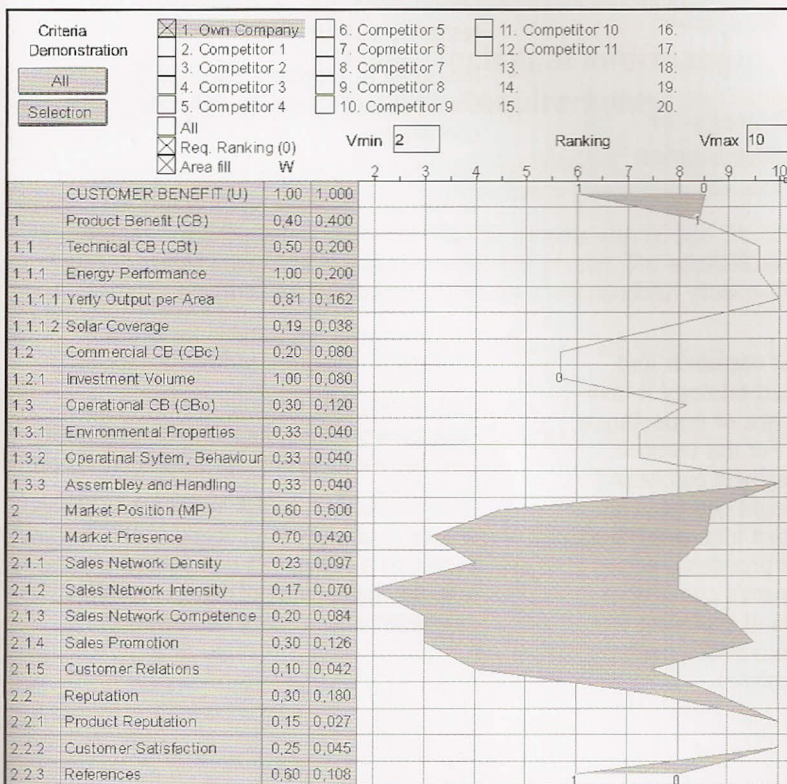 Criteria Demonstration
All
Selection
1. Own Company
2. Competitor 1
3. Competitor 2
4. Competitor 3
5. Competitor 4
All
Req. Ranking (0)
Area fill W
6. Competitor 5
7. Copmetitor 6
8. Competitor 7
9. Competitor 8
10. Competitor 9
11. Competitor 10
12. Competitor 11
13.
14.
15.
16.
17.
18.
19.
20.
Vmin 2 Ranking Vmax 10
2 3 4 5 6 7 8 9 10
CUSTOMER BENEFIT (U) 1,00 1,000 1 0
1 Product Benefit (CB) 0,40 0,400 1
1.1 Technical CB (CBt) 0,50 0,200
1.1.1 Energy Performance 1,00 0,200
1.1.1.1 Yerly Output per Area 0,81 0,162
1.1.1.2 Solar Coverage 0,19 0,038
1.2 Commercial CB (CBc) 0,20 0,080
1.2.1 Investment Volume 1,00 0,080 0
1.3 Operational CB (CBo) 0,30 0,120
1.3.1 Environmental Properties 0,33 0,040
1.3.2 Operatinal Sytem, Behaviour 0,33 0,040
1.3.3 Assembley and Handling 0,33 0,040
2 Market Position (MP) 0,60 0,600
2.1 Market Presence 0,70 0,420
2.1.1 Sales Network Density 0,23 0,097
2.1.2 Sales Network Intensity 0,17 0,070
2.1.3 Sales Network Competence 0,20 0,084
2.1.4 Sales Promotion 0,30 0,126
2.1.5 Customer Relations 0,10 0,042
2.2 Reputation 0,30 0,180
2.2.1 Product Reputation 0,15 0,027
2.2.2 Customer Satisfaction 0,25 0,045
2.2.3 References 0,60 0,108 1 0